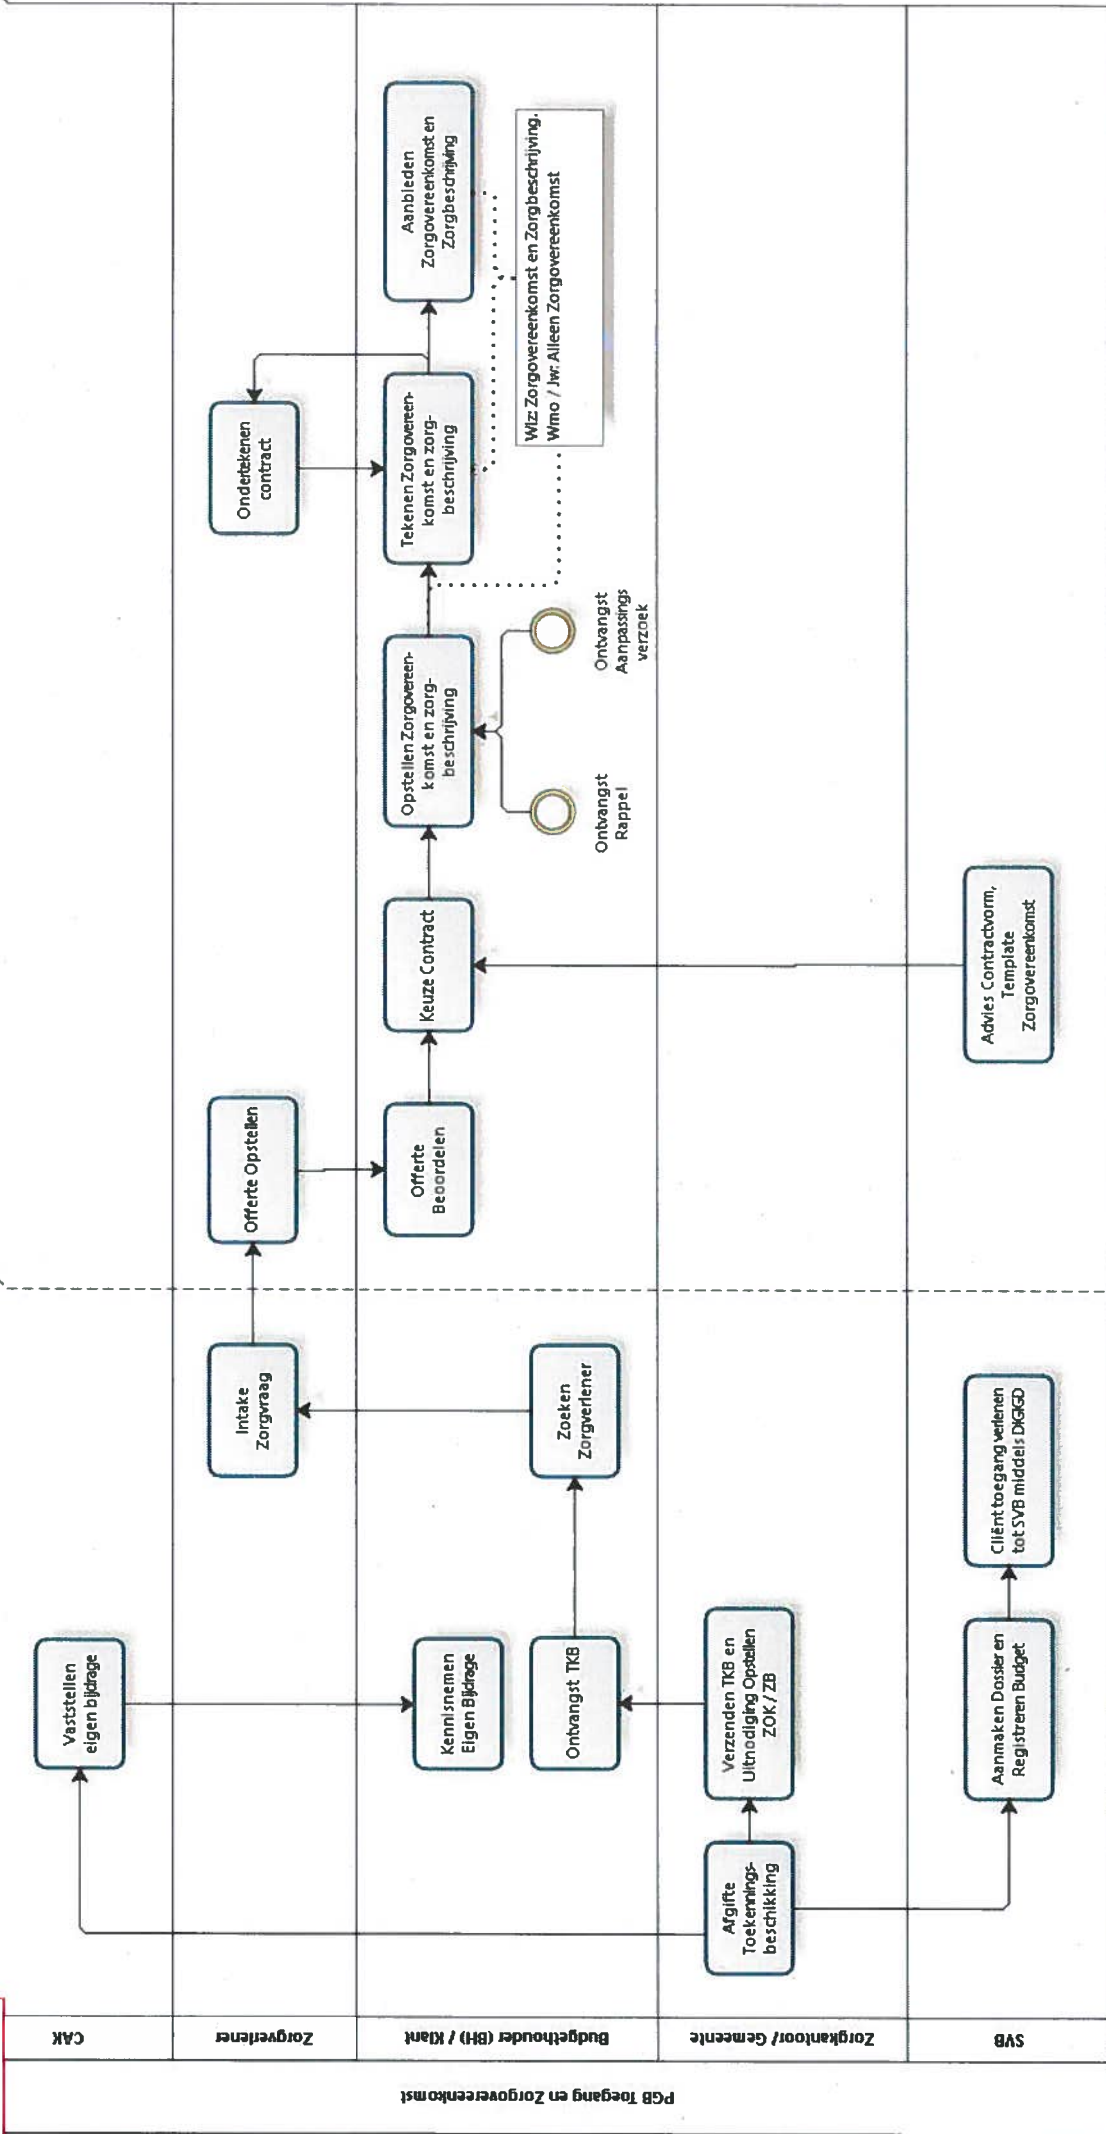 PGB Toegang en Zorgovereenkomst
CAK
Zorgverlener
Budgethouder (BH) / Klant
Zorgkantoor/ Gemeente
SVB
Vaststellen
eigen bijdrage
Intake
Zorgvraag
Offerte Opstellen
Ondertekenen
contract
Kennisnemen
Eigen Bijdrage
Ontvangst TKB
Zoeken
Zorgverlener
Offerte
Beoordelen
Keuze Contract
Opstellen Zorgovereen-
komst en zorg-
beschrijving
Tekenen Zorgovereen-
komst en zorg-
beschrijving
Aanbieden
Zorgovereenkomst en
Zorgbeschrijving
Ontvangst
Rappel
Ontvangst
Aanpassings
verzoek
Wlz: Zorgovereenkomst en Zorgbeschrijving.
Wmo / Jw: Alleen Zorgovereenkomst
Afgifte
Toekennings-
beschikking
Verzenden TKB en
Uitnodiging Opstellen
ZOK / ZB
Aanmaken Dossier en
Registreren Budget
Cliënt toegang verlenen
tot SVB middels DIGIGD
Advies Contractvorm,
Template
Zorgovereenkomst